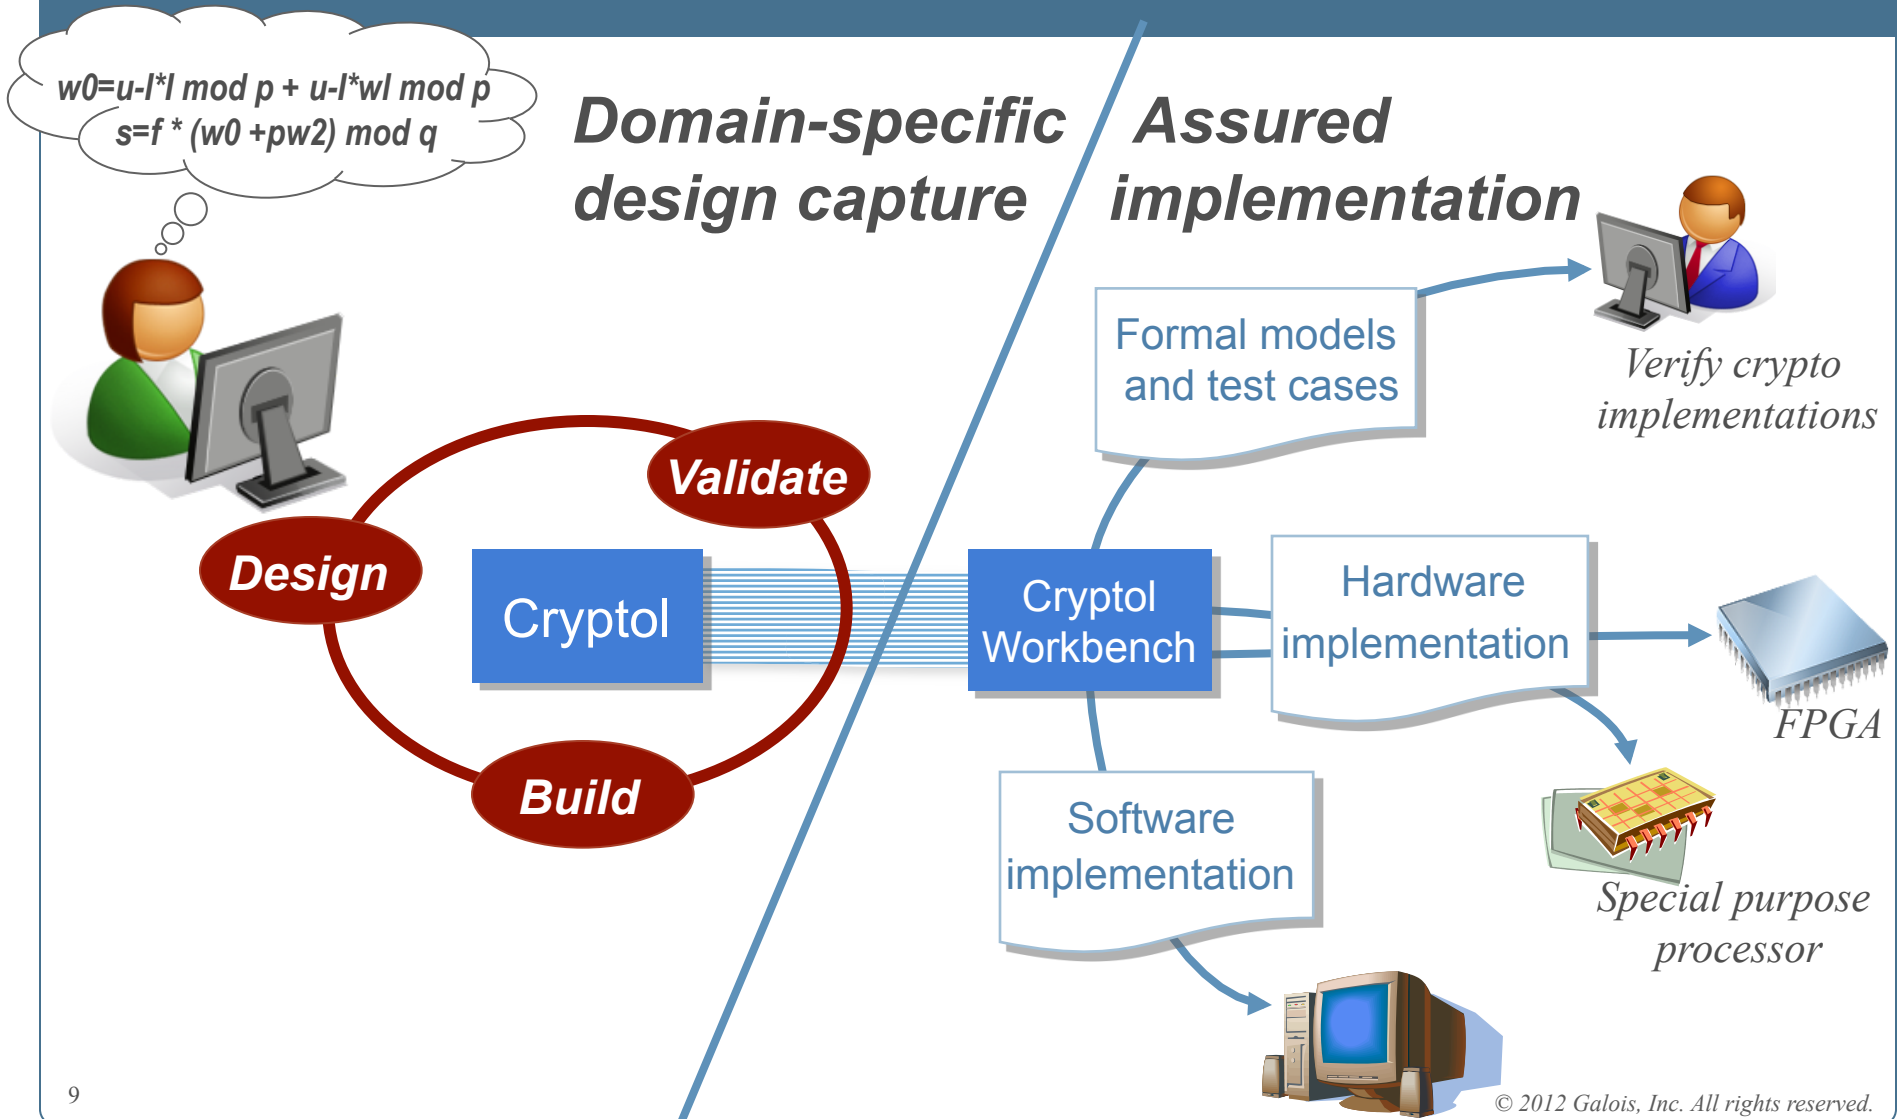 w0=u-l*l mod p + u-l*wl mod p
s=f * (w0 +pw2) mod q
Domain-specific
design capture
Assured
implementation
Formal models
and test cases
Verify crypto
implementations
Validate
Design
Build
Cryptol
Cryptol
Workbench
Hardware
implementation
FPGA
Special purpose
processor
Software
implementation
9
© 2012 Galois, Inc. All rights reserved.